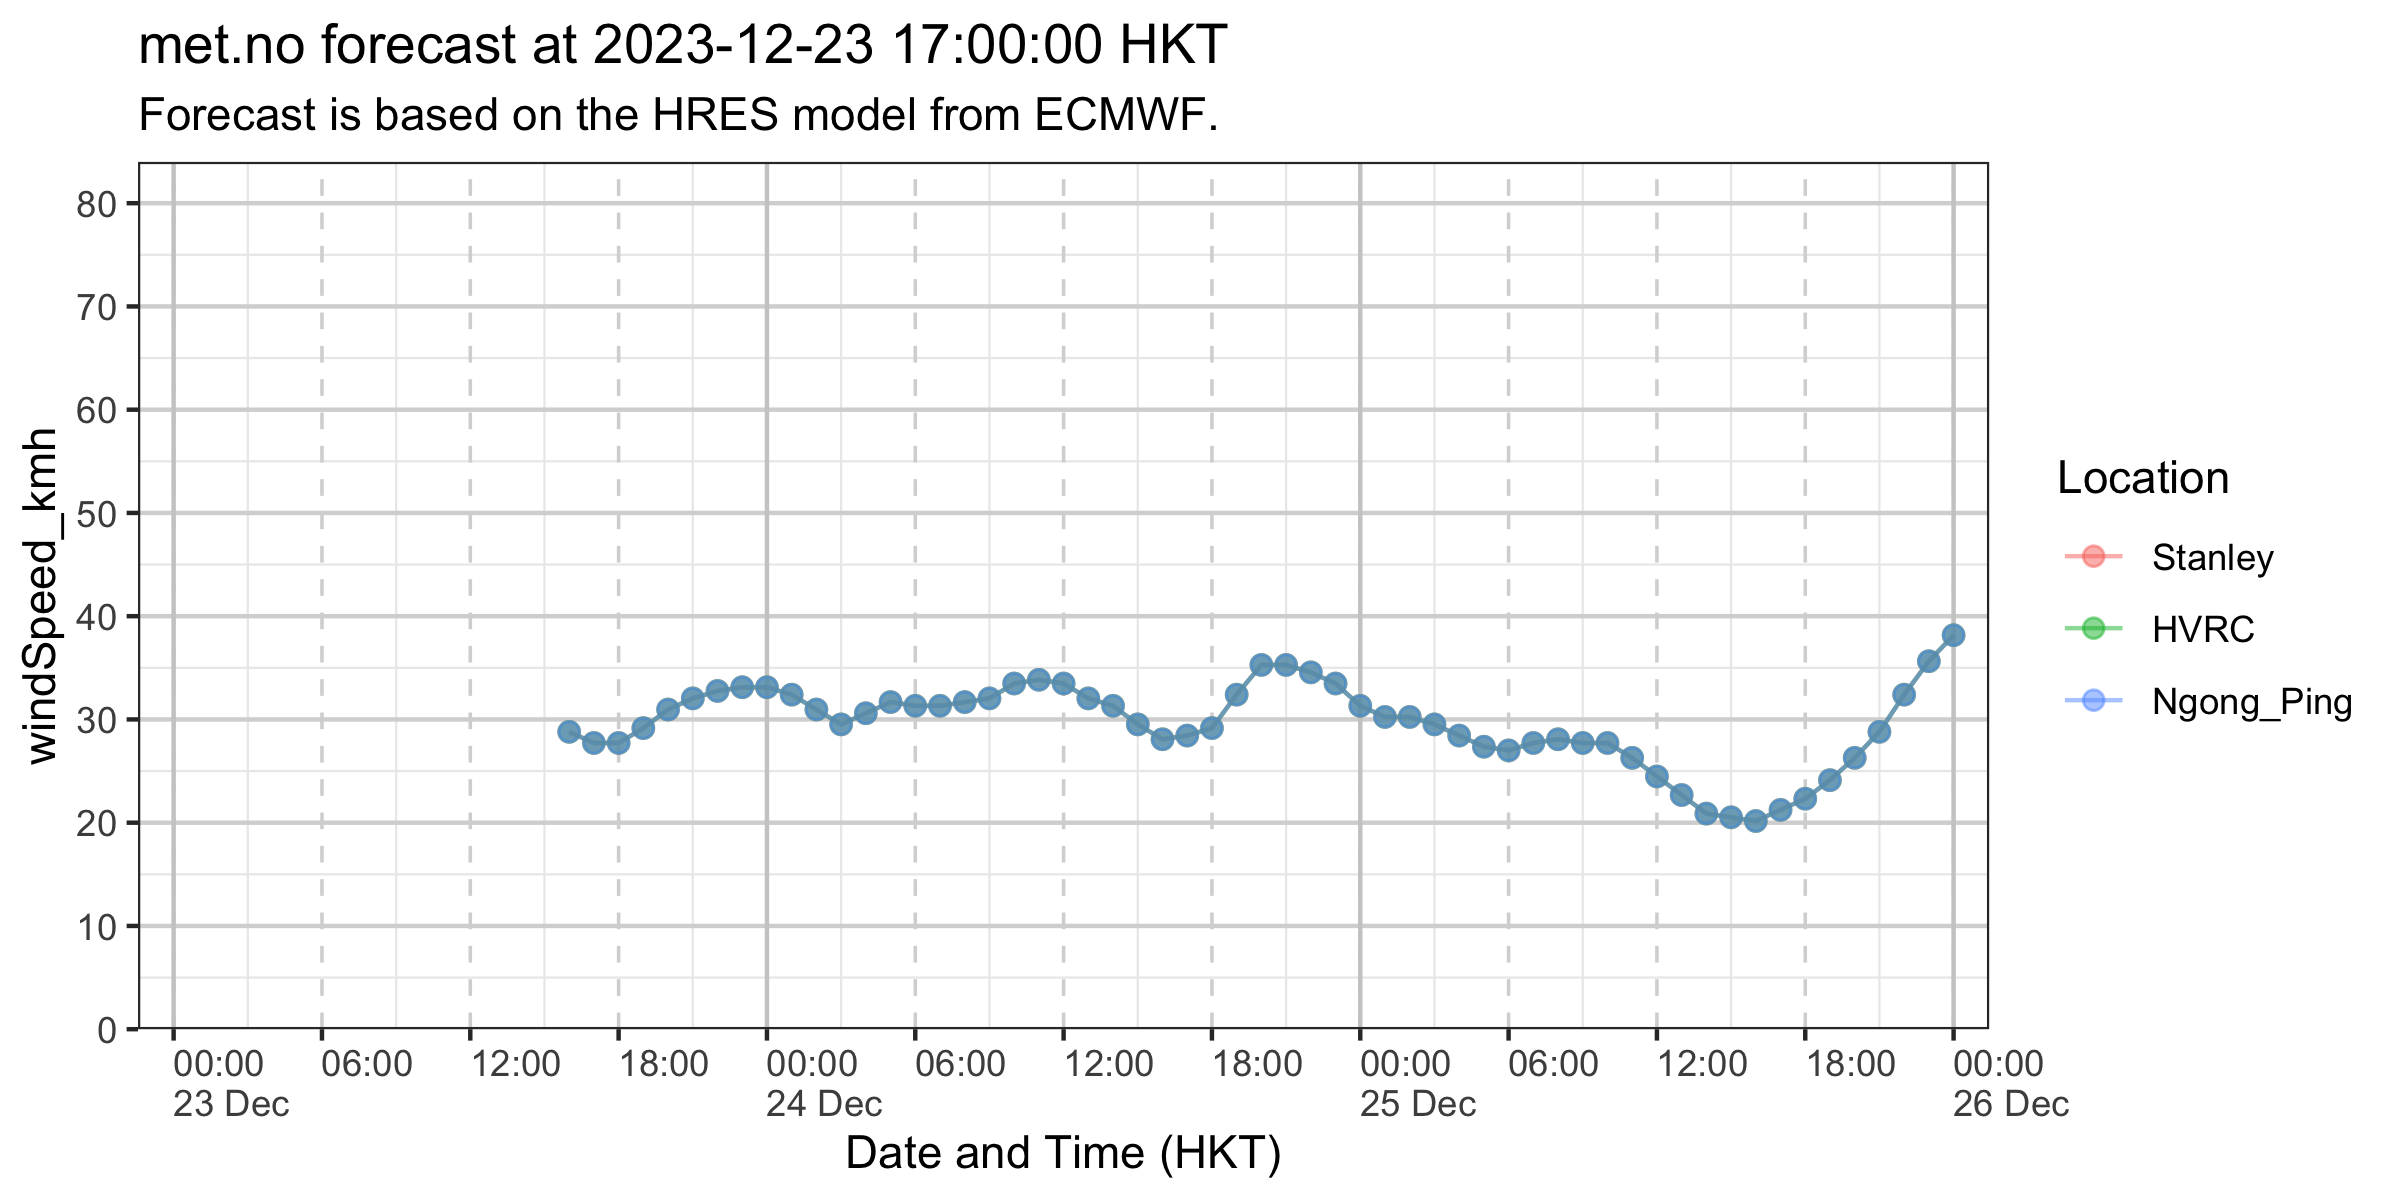 met.no forecast at 2023-12-23 17:00:00 HKT
Forecast is based on the HRES model from ECMWF.
windSpeed_kmh
80
70
60
50
40
30
20
10
0
00:00 06:00 12:00 18:00 00:00 06:00 12:00 18:00 00:00 06:00 12:00 18:00 00:00
23 Dec 24 Dec 25 Dec 26 Dec
Date and Time (HKT)
Location
Stanley
HVRC
Ngong_Ping